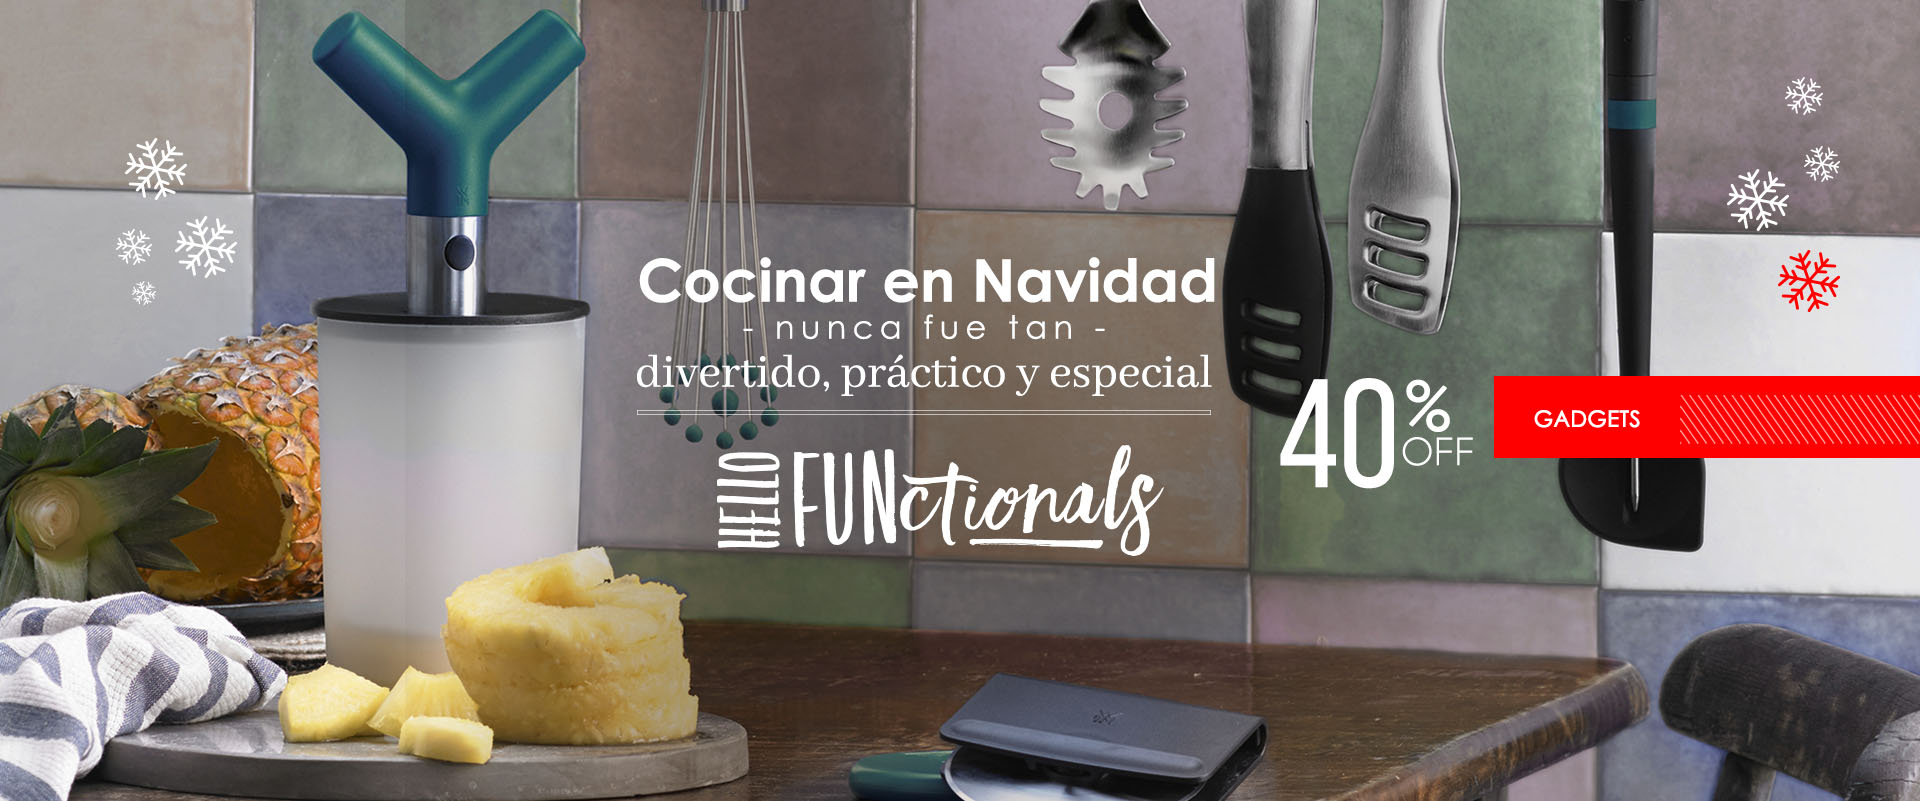 Cocinar en Navidad
- nunca fue tan -
divertido, práctico y especial
HELLO FUNctionals
40% OFF
GADGETS